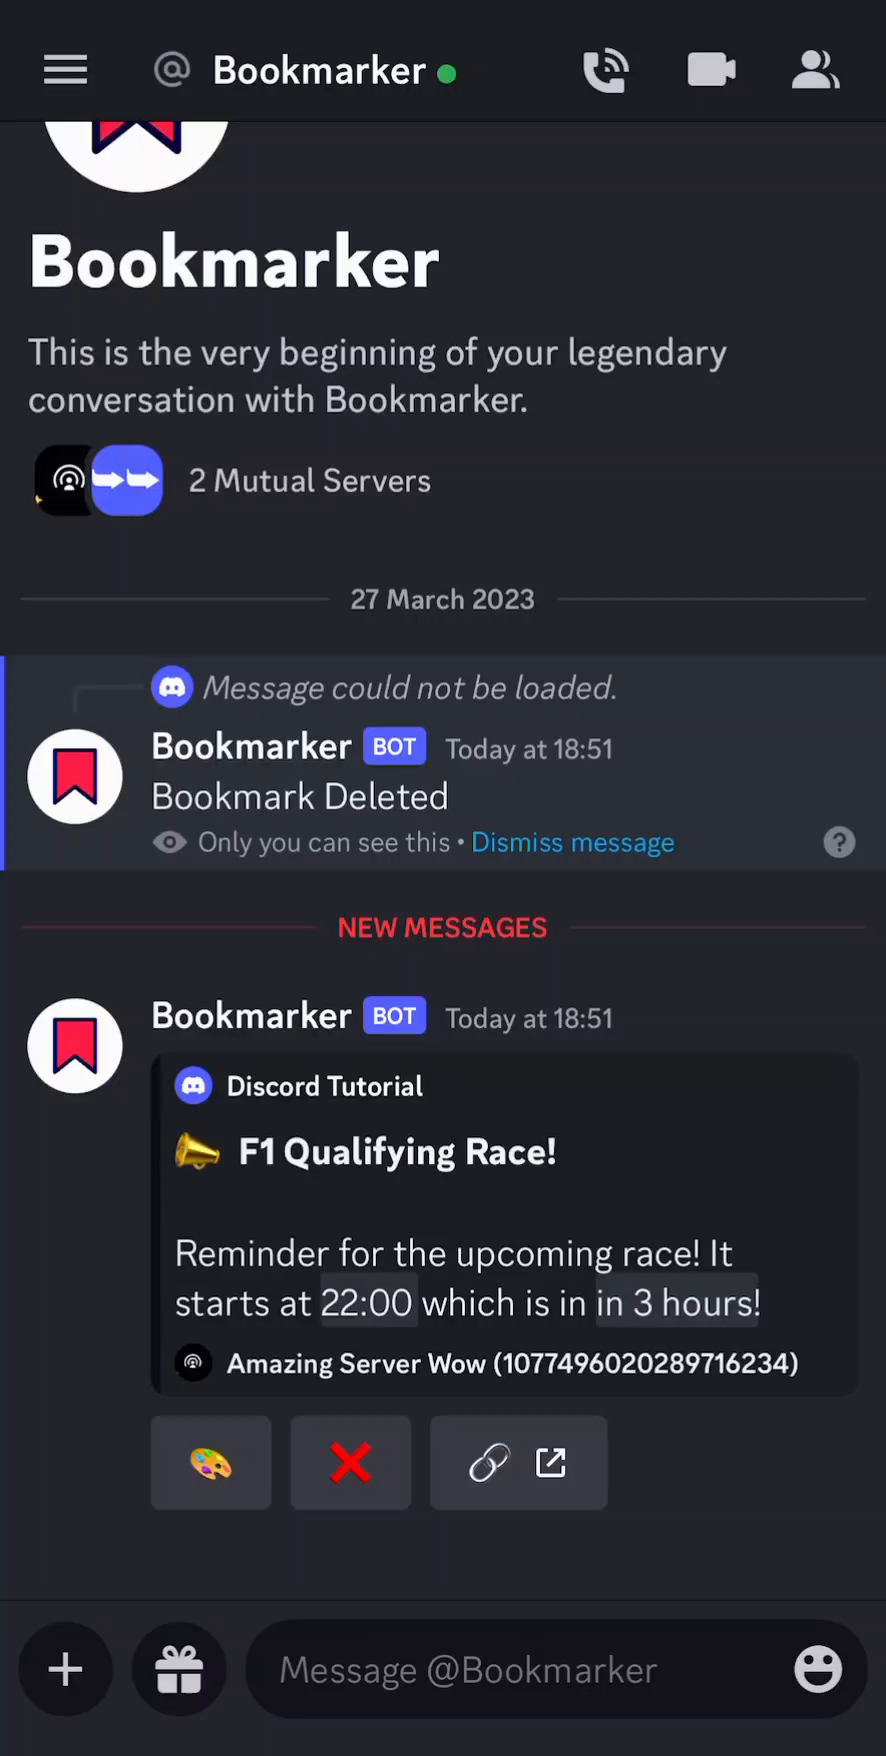 @ Bookmarker
Bookmarker
This is the very beginning of your legendary
conversation with Bookmarker.
2 Mutual Servers
27 March 2023
Message could not be loaded.
Bookmarker BOT Today at 18:51
Bookmark Deleted
Only you can see this • Dismiss message ?
NEW MESSAGES
Bookmarker BOT Today at 18:51
Discord Tutorial
F1 Qualifying Race!
Reminder for the upcoming race! It
starts at 22:00 which is in in 3 hours!
Amazing Server Wow (1077496020289716234)
Message @Bookmarker